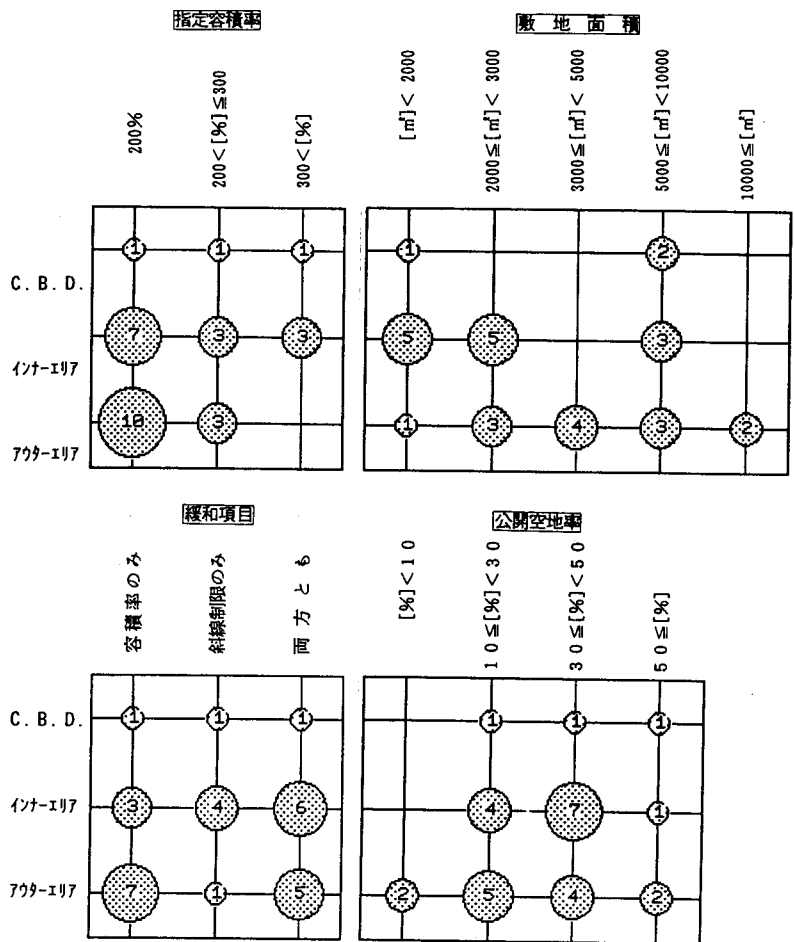 指定容積率
200%
200<[%]≤300
300<[%]
C.B.D. 1 1 1
インナーエリア 7 3 3
アウターエリア 10 3
敷地面積
[㎡]<2000
2000≤[㎡]<3000
3000≤[㎡]<5000
5000≤[㎡]<10000
10000≤[㎡]
1 2
5 5 3
1 3 4 3 2
緩和項目
容積率のみ
斜線制限のみ
両方とも
C.B.D. 1 1 1
インナーエリア 3 4 6
アウターエリア 7 1 5
公開空地率
[%]<10
10≤[%]<30
30≤[%]<50
50≤[%]
1 1 1
4 7 1
2 5 4 2